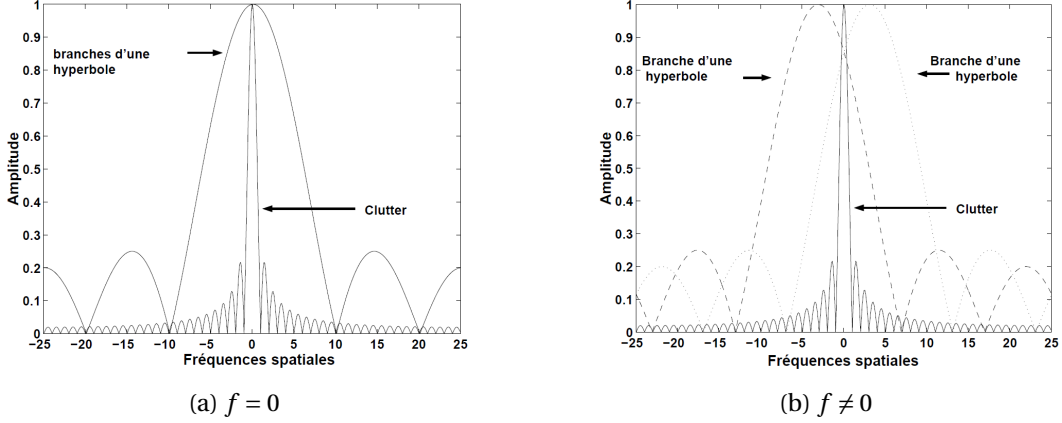 1
0.9
0.8
0.7
0.6
0.5
0.4
0.3
0.2
0.1
0
Amplitude
branches d'une
hyperbole
Clutter
−25 −20 −15 −10 −5 0 5 10 15 20 25
Fréquences spatiales
(a) f = 0
1
0.9
0.8
0.7
0.6
0.5
0.4
0.3
0.2
0.1
0
Amplitude
Branche d'une
hyperbole
Branche d'une
hyperbole
Clutter
−25 −20 −15 −10 −5 0 5 10 15 20 25
Fréquences spatiales
(b) f ≠ 0